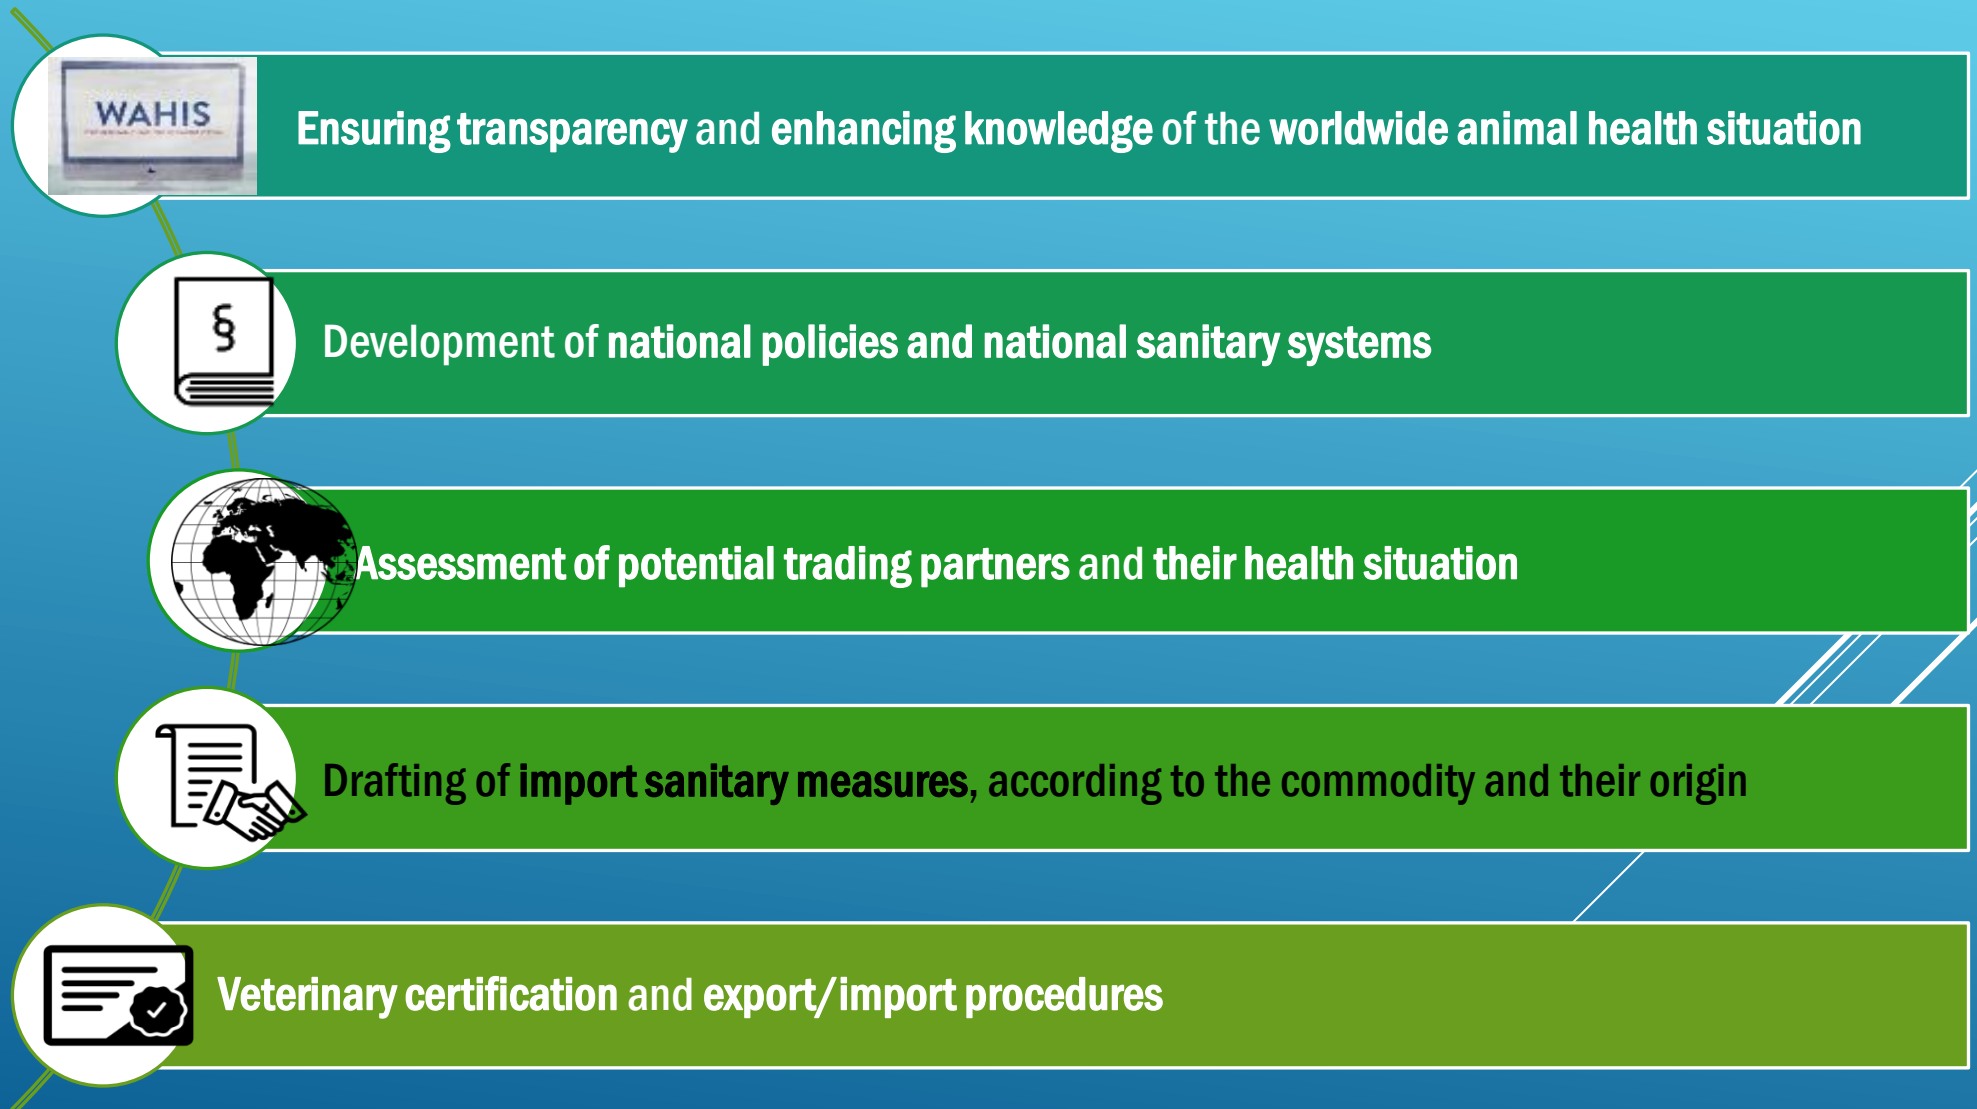 WAHIS
Ensuring transparency and enhancing knowledge of the worldwide animal health situation
§
Development of national policies and national sanitary systems
Assessment of potential trading partners and their health situation
Drafting of import sanitary measures, according to the commodity and their origin
Veterinary certification and export/import procedures